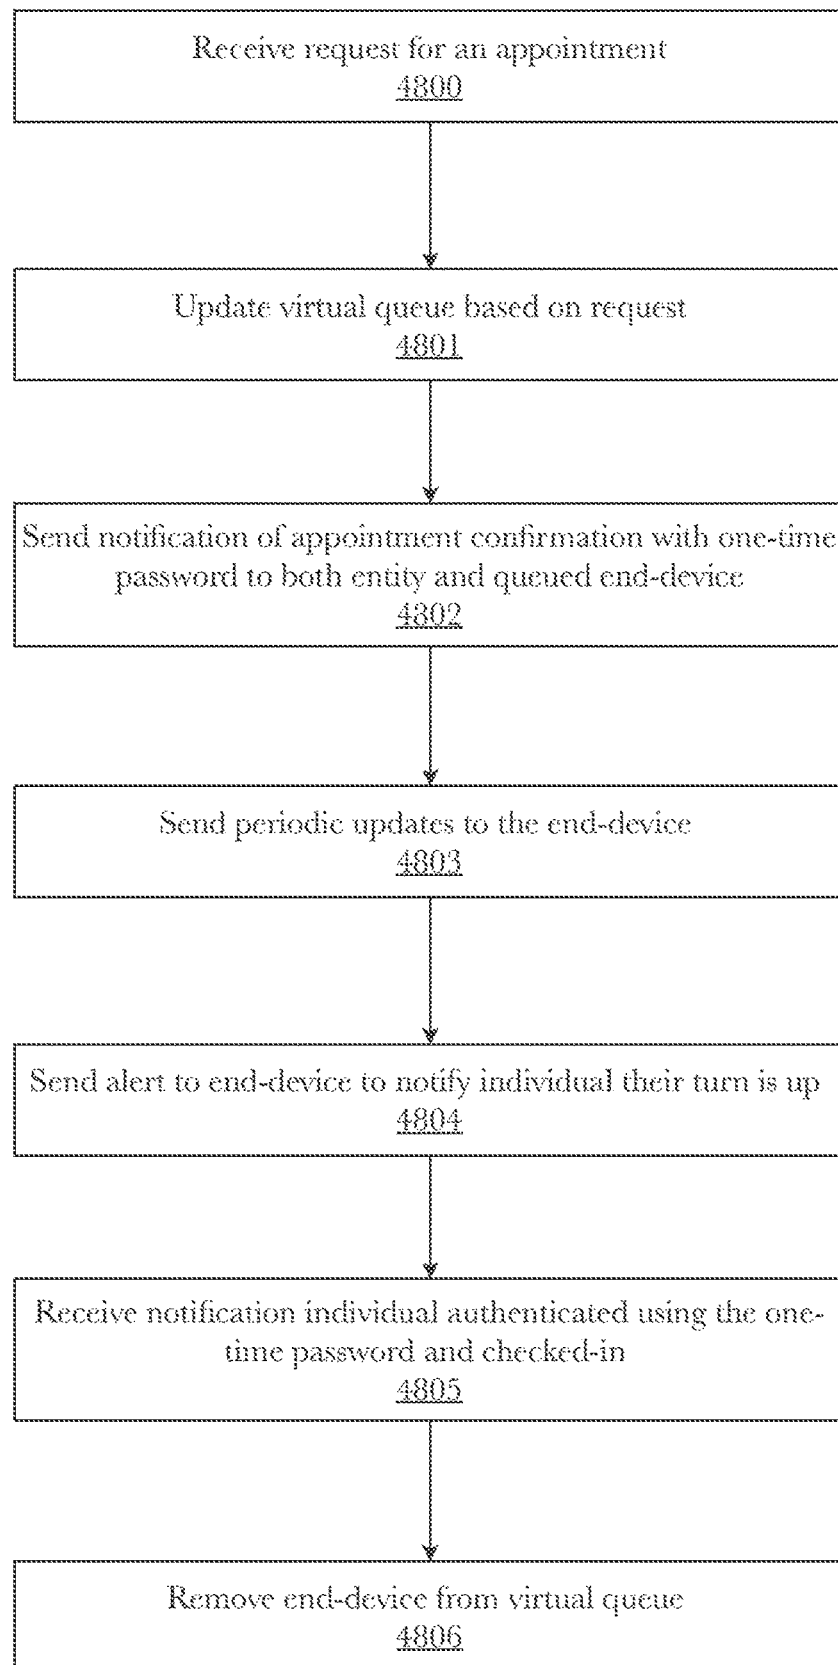 Receive request for an appointment
4800
Update virtual queue based on request
4801
Send notification of appointment confirmation with one-time
password to both entity and queued end-device
4802
Send periodic updates to the end-device
4803
Send alert to end-device to notify individual their turn is up
4804
Receive notification individual authenticated using the one-
time password and checked-in
4805
Remove end-device from virtual queue
4806